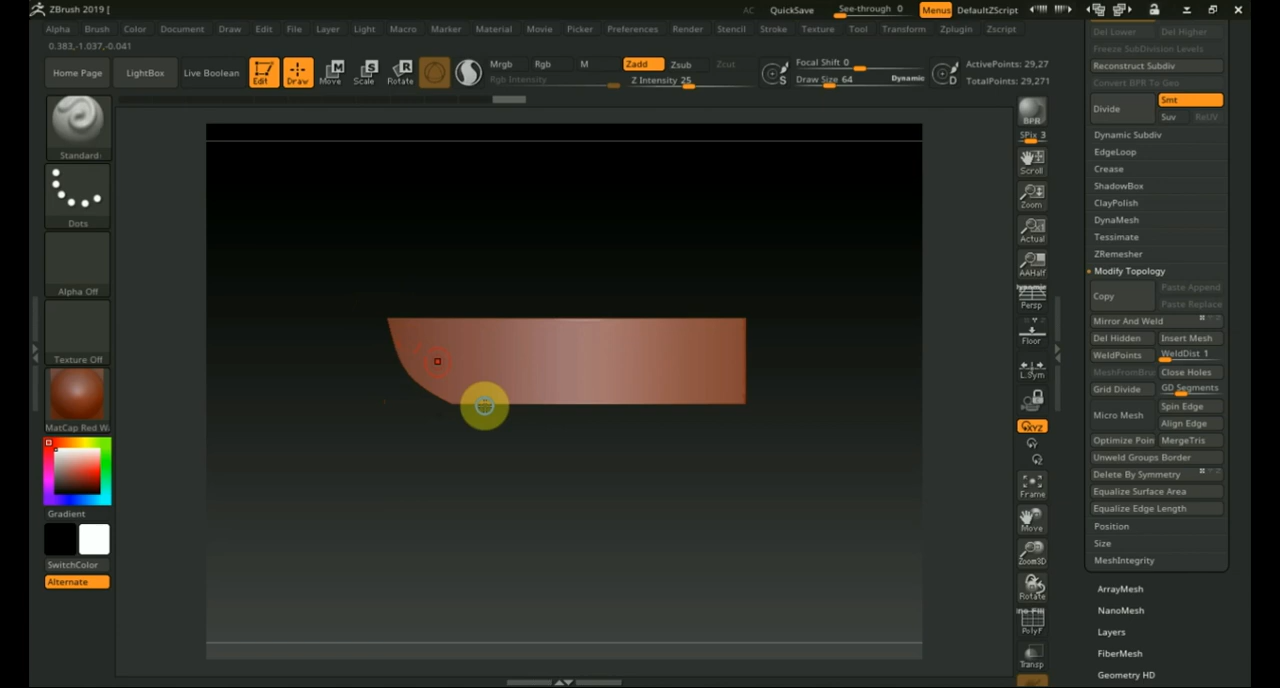 ZBrush 2019 [
AC QuickSave See-through 0 Menus DefaultZScript
Alpha Brush Color Document Draw Edit File Layer Light Macro Marker Material Movie Picker Preferences Render Stencil Stroke Texture Tool Transform Zplugin Zscript
0.383,-1.037,-0.041
Home Page LightBox Live Boolean Edit Draw Move Scale Rotate
Mrgb Rgb M Zadd Zsub Zcut
Rgb Intensity Z Intensity 25
S Focal Shift 0
Draw Size 64 Dynamic D
ActivePoints: 29,27
TotalPoints: 29,271
Standard
Dots
Alpha Off
Texture Off
MatCap Red W
Gradient
SwitchColor
Alternate
BPR
SPix 3
Scroll
Zoom
Actual
AAHalf
Dynamic
Persp
Floor
L.Sym
XYZ
Frame
Move
Zoom3D
Rotate
PolyF
Transp
Del Lower Del Higher
Freeze SubDivision Levels
Reconstruct Subdiv
Convert BPR To Geo
Divide Smt
Suv ReUV
Dynamic Subdiv
EdgeLoop
Crease
ShadowBox
ClayPolish
DynaMesh
Tessimate
ZRemesher
Modify Topology
Copy Paste Append
Paste Replace
Mirror And Weld
Del Hidden Insert Mesh
WeldPoints WeldDist 1
MeshFromBru Close Holes
Grid Divide GD Segments
Micro Mesh Spin Edge
Align Edge
Optimize Poin MergeTris
Unweld Groups Border
Delete By Symmetry
Equalize Surface Area
Equalize Edge Length
Position
Size
MeshIntegrity
ArrayMesh
NanoMesh
Layers
FiberMesh
Geometry HD